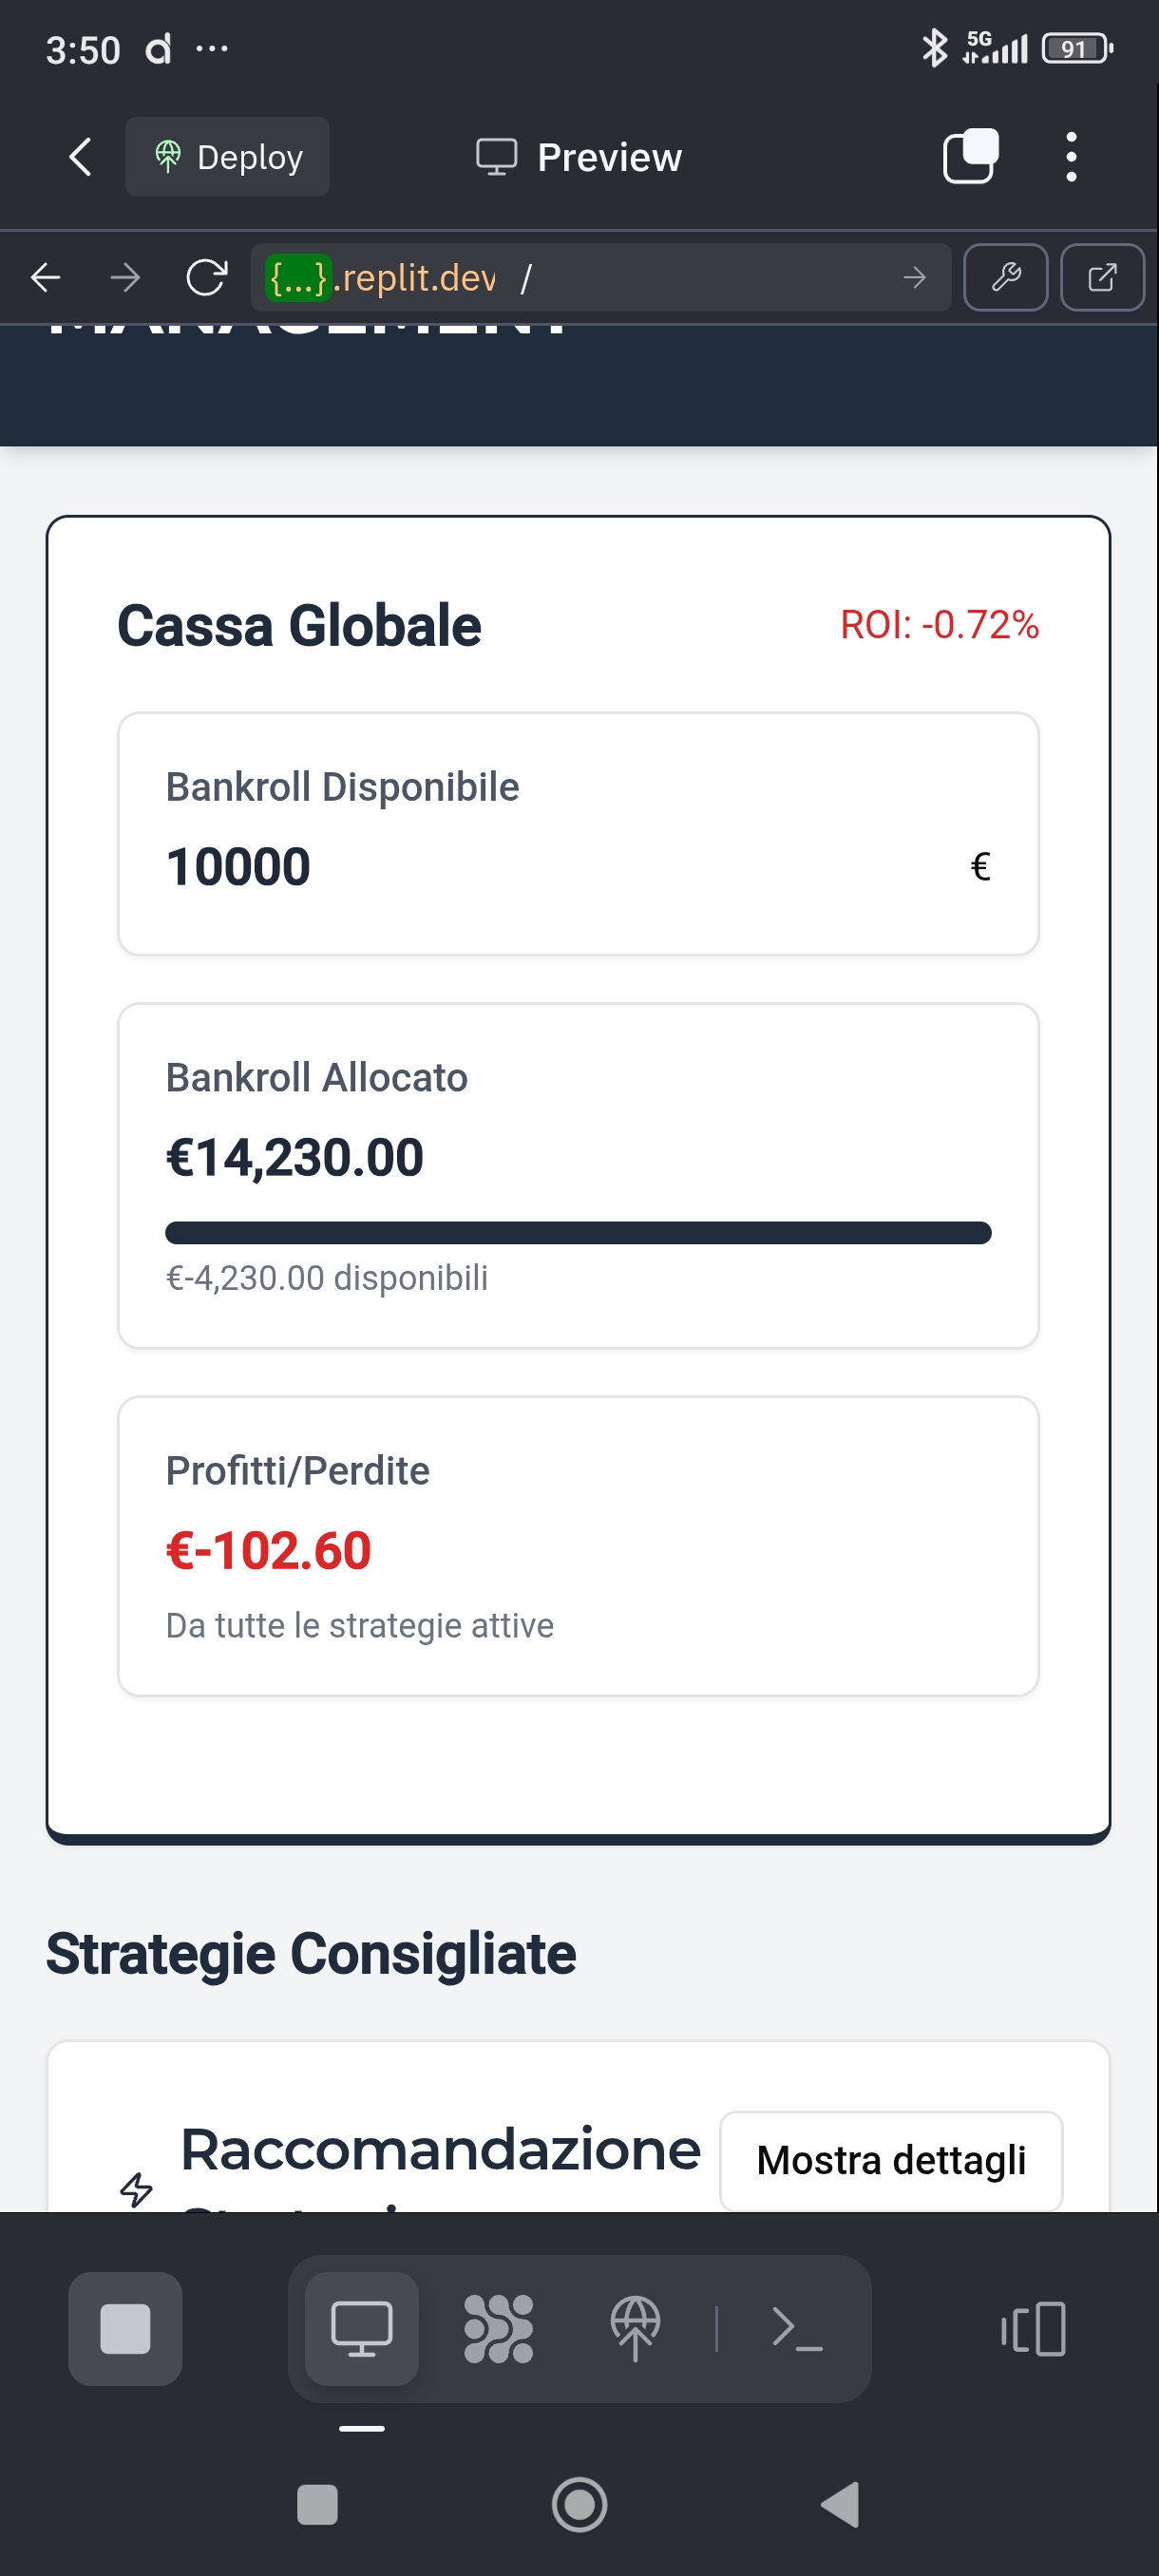 3:50 d ...
5G 91
Deploy
Preview
{...}.replit.dev /
MANAGEMENT
Cassa Globale
ROI: -0.72%
Bankroll Disponibile
10000 €
Bankroll Allocato
€14,230.00
€-4,230.00 disponibili
Profitti/Perdite
€-102.60
Da tutte le strategie attive
Strategie Consigliate
Raccomandazione
Mostra dettagli